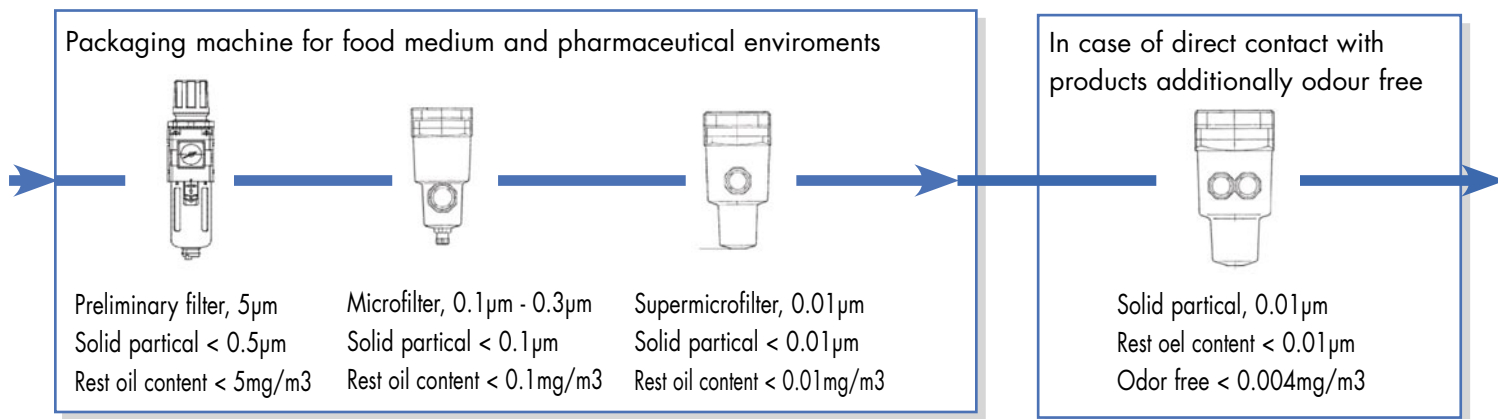 Packaging machine for food medium and pharmaceutical enviroments
Preliminary filter, 5µm
Solid partical < 0.5µm
Rest oil content < 5mg/m3
Microfilter, 0.1µm - 0.3µm
Solid partical < 0.1µm
Rest oil content < 0.1mg/m3
Supermicrofilter, 0.01µm
Solid partical < 0.01µm
Rest oil content < 0.01mg/m3
In case of direct contact with
products additionally odour free
Solid partical, 0.01µm
Rest oel content < 0.01µm
Odor free < 0.004mg/m3